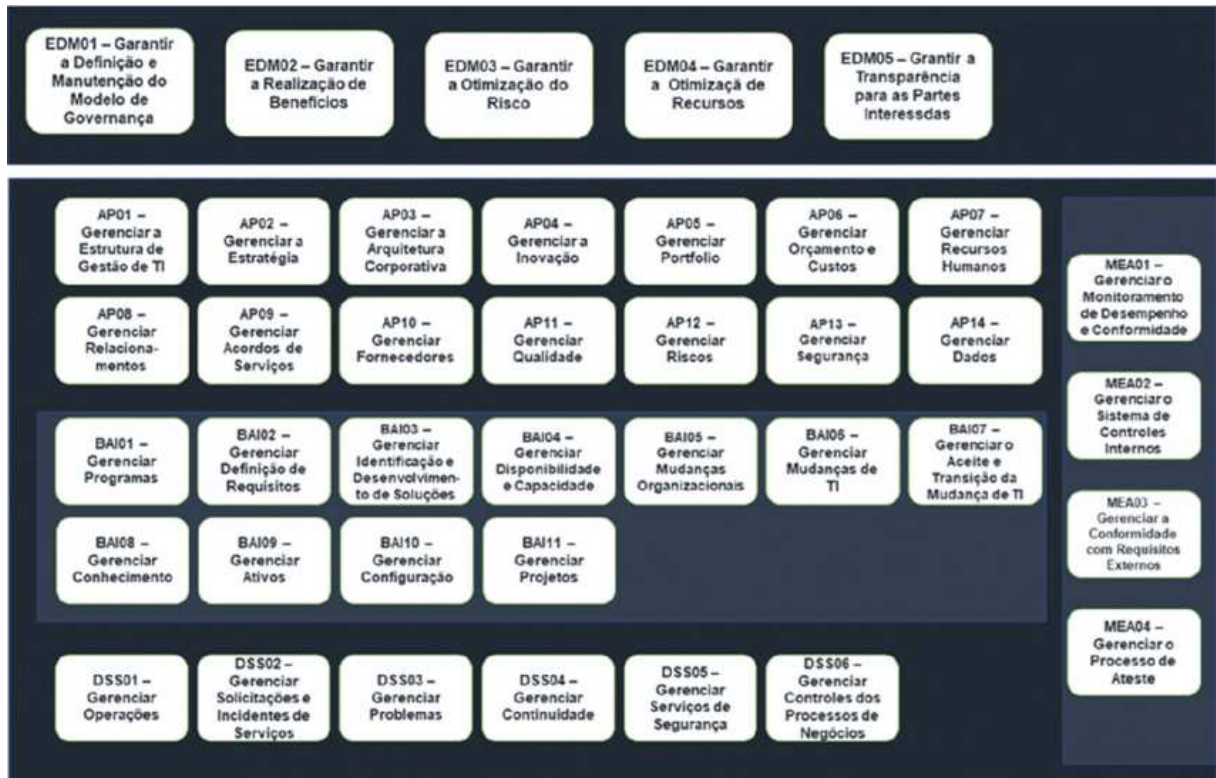 EDM01 – Garantir
a Definição e
Manutenção do
Modelo de
Governança
EDM02 – Garantir
a Realização de
Benefícios
EDM03 – Garantir
a Otimização do
Risco
EDM04 – Garantir
a Otimizaçã de
Recursos
EDM05 – Grantir a
Transparência
para as Partes
Interessdas
AP01 –
Gerenciar a
Estrutura de
Gestão de TI
AP02 –
Gerenciar a
Estratégia
AP03 –
Gerenciar a
Arquitetura
Corporativa
AP04 –
Gerenciar a
Inovação
AP05 –
Gerenciar
Portfolio
AP06 –
Gerenciar
Orçamento e
Custos
AP07 –
Gerenciar
Recursos
Humanos
AP08 –
Gerenciar
Relaciona-
mentos
AP09 –
Gerenciar
Acordos de
Serviços
AP10 –
Gerenciar
Fornecedores
AP11 –
Gerenciar
Qualidade
AP12 –
Gerenciar
Riscos
AP13 –
Gerenciar
Segurança
AP14 –
Gerenciar
Dados
BAI01 –
Gerenciar
Programas
BAI02 –
Gerenciar
Definição de
Requisitos
BAI03 –
Gerenciar
Identificação e
Desenvolvimen-
to de Soluções
BAI04 –
Gerenciar
Disponibilidade
e Capacidade
BAI05 –
Gerenciar
Mudanças
Organizacionais
BAI06 –
Gerenciar
Mudanças de
TI
BAI07 –
Gerenciar o
Aceite e
Transição da
Mudança de TI
BAI08 –
Gerenciar
Conhecimento
BAI09 –
Gerenciar
Ativos
BAI10 –
Gerenciar
Configuração
BAI11 –
Gerenciar
Projetos
DSS01 –
Gerenciar
Operações
DSS02 –
Gerenciar
Solicitações e
Incidentes de
Serviços
DSS03 –
Gerenciar
Problemas
DSS04 –
Gerenciar
Continuidade
DSS05 –
Gerenciar
Serviços de
Segurança
DSS06 –
Gerenciar
Controles dos
Processos de
Negócios
MEA01 –
Gerenciar o
Monitoramento
de Desempenho
e Conformidade
MEA02 –
Gerenciar o
Sistema de
Controles
Internos
MEA03 –
Gerenciar a
Conformidade
com Requisitos
Externos
MEA04 –
Gerenciar o
Processo de
Ateste